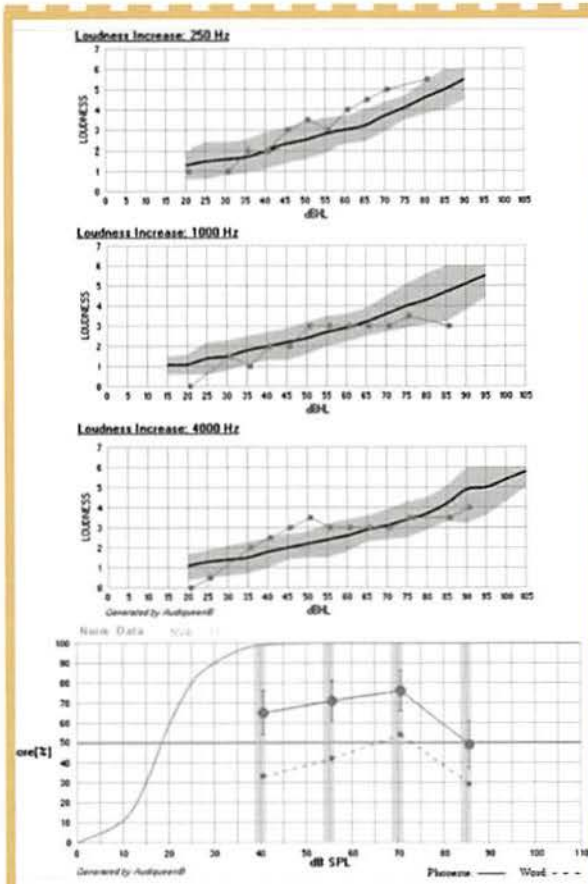 Loudness Increase: 250 Hz
7
6
5
4
3
2
1
0
LOUDNESS
0 5 10 15 20 25 30 35 40 45 50 55 60 65 70 75 80 85 90 95 100 105
dBHL
Loudness Increase: 1000 Hz
7
6
5
4
3
2
1
0
LOUDNESS
0 5 10 15 20 25 30 35 40 45 50 55 60 65 70 75 80 85 90 95 100 105
dBHL
Loudness Increase: 4000 Hz
7
6
5
4
3
2
1
0
LOUDNESS
0 5 10 15 20 25 30 35 40 45 50 55 60 65 70 75 80 85 90 95 100 105
dBHL
Generated by Audiqueen®
Norm Data
100
90
80
70
60
50
40
30
20
10
0
ore[%]
0 10 20 30 40 50 60 70 80 90 100 110
dB SPL
Generated by Audiqueen®
Phoneme Word